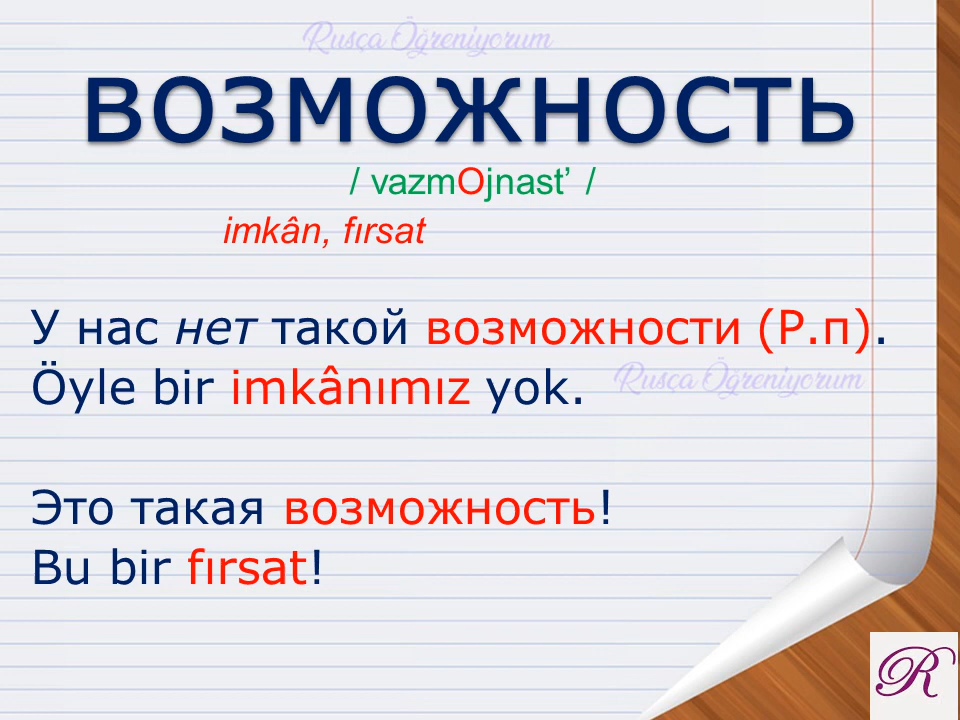 Rusça Öğreniyorum
возможность
/ vazmOjnast’ /
imkân, fırsat
У нас нет такой возможности (Р.п).
Öyle bir imkânımız yok.
Rusça Öğreniyorum
Это такая возможность!
Bu bir fırsat!
R